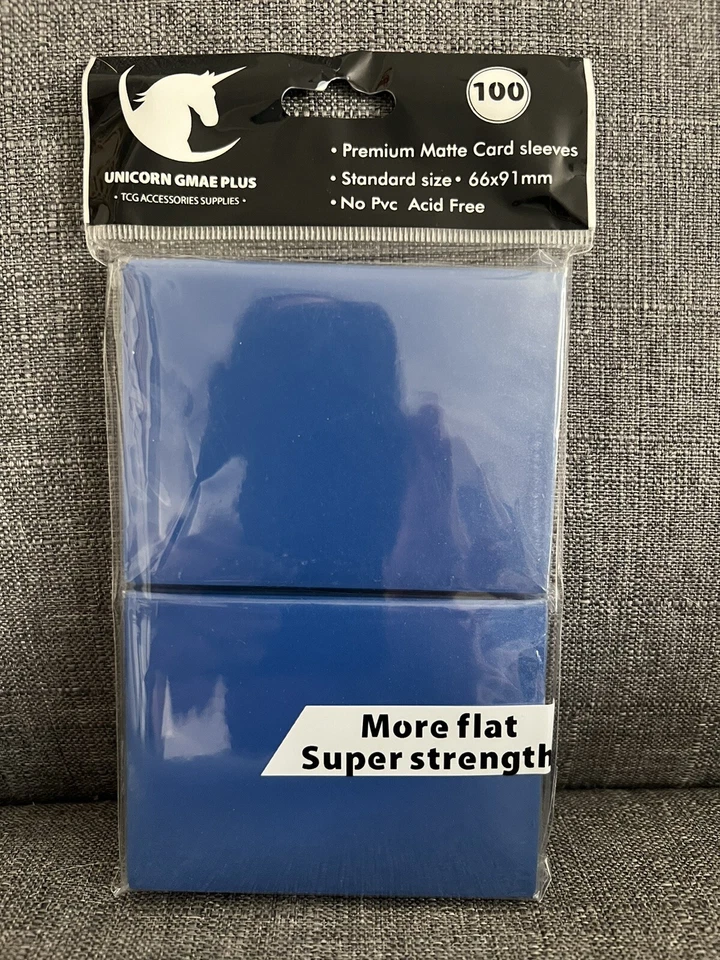 100
UNICORN GMAE PLUS
• TCG ACCESSORIES SUPPLIES •
• Premium Matte Card sleeves
• Standard size • 66x91mm
• No Pvc Acid Free
More flat
Super strength